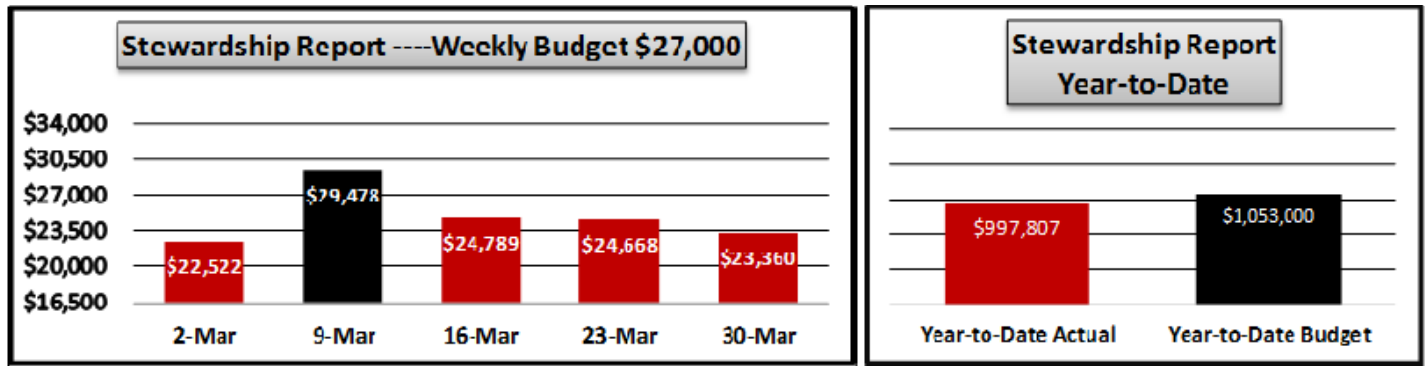 Stewardship Report ----Weekly Budget $27,000
$34,000
$30,500
$27,000
$23,500
$20,000
$16,500
$22,522
$29,478
$24,789
$24,668
$23,360
2-Mar
9-Mar
16-Mar
23-Mar
30-Mar
Stewardship Report
Year-to-Date
$997,807
$1,053,000
Year-to-Date Actual
Year-to-Date Budget